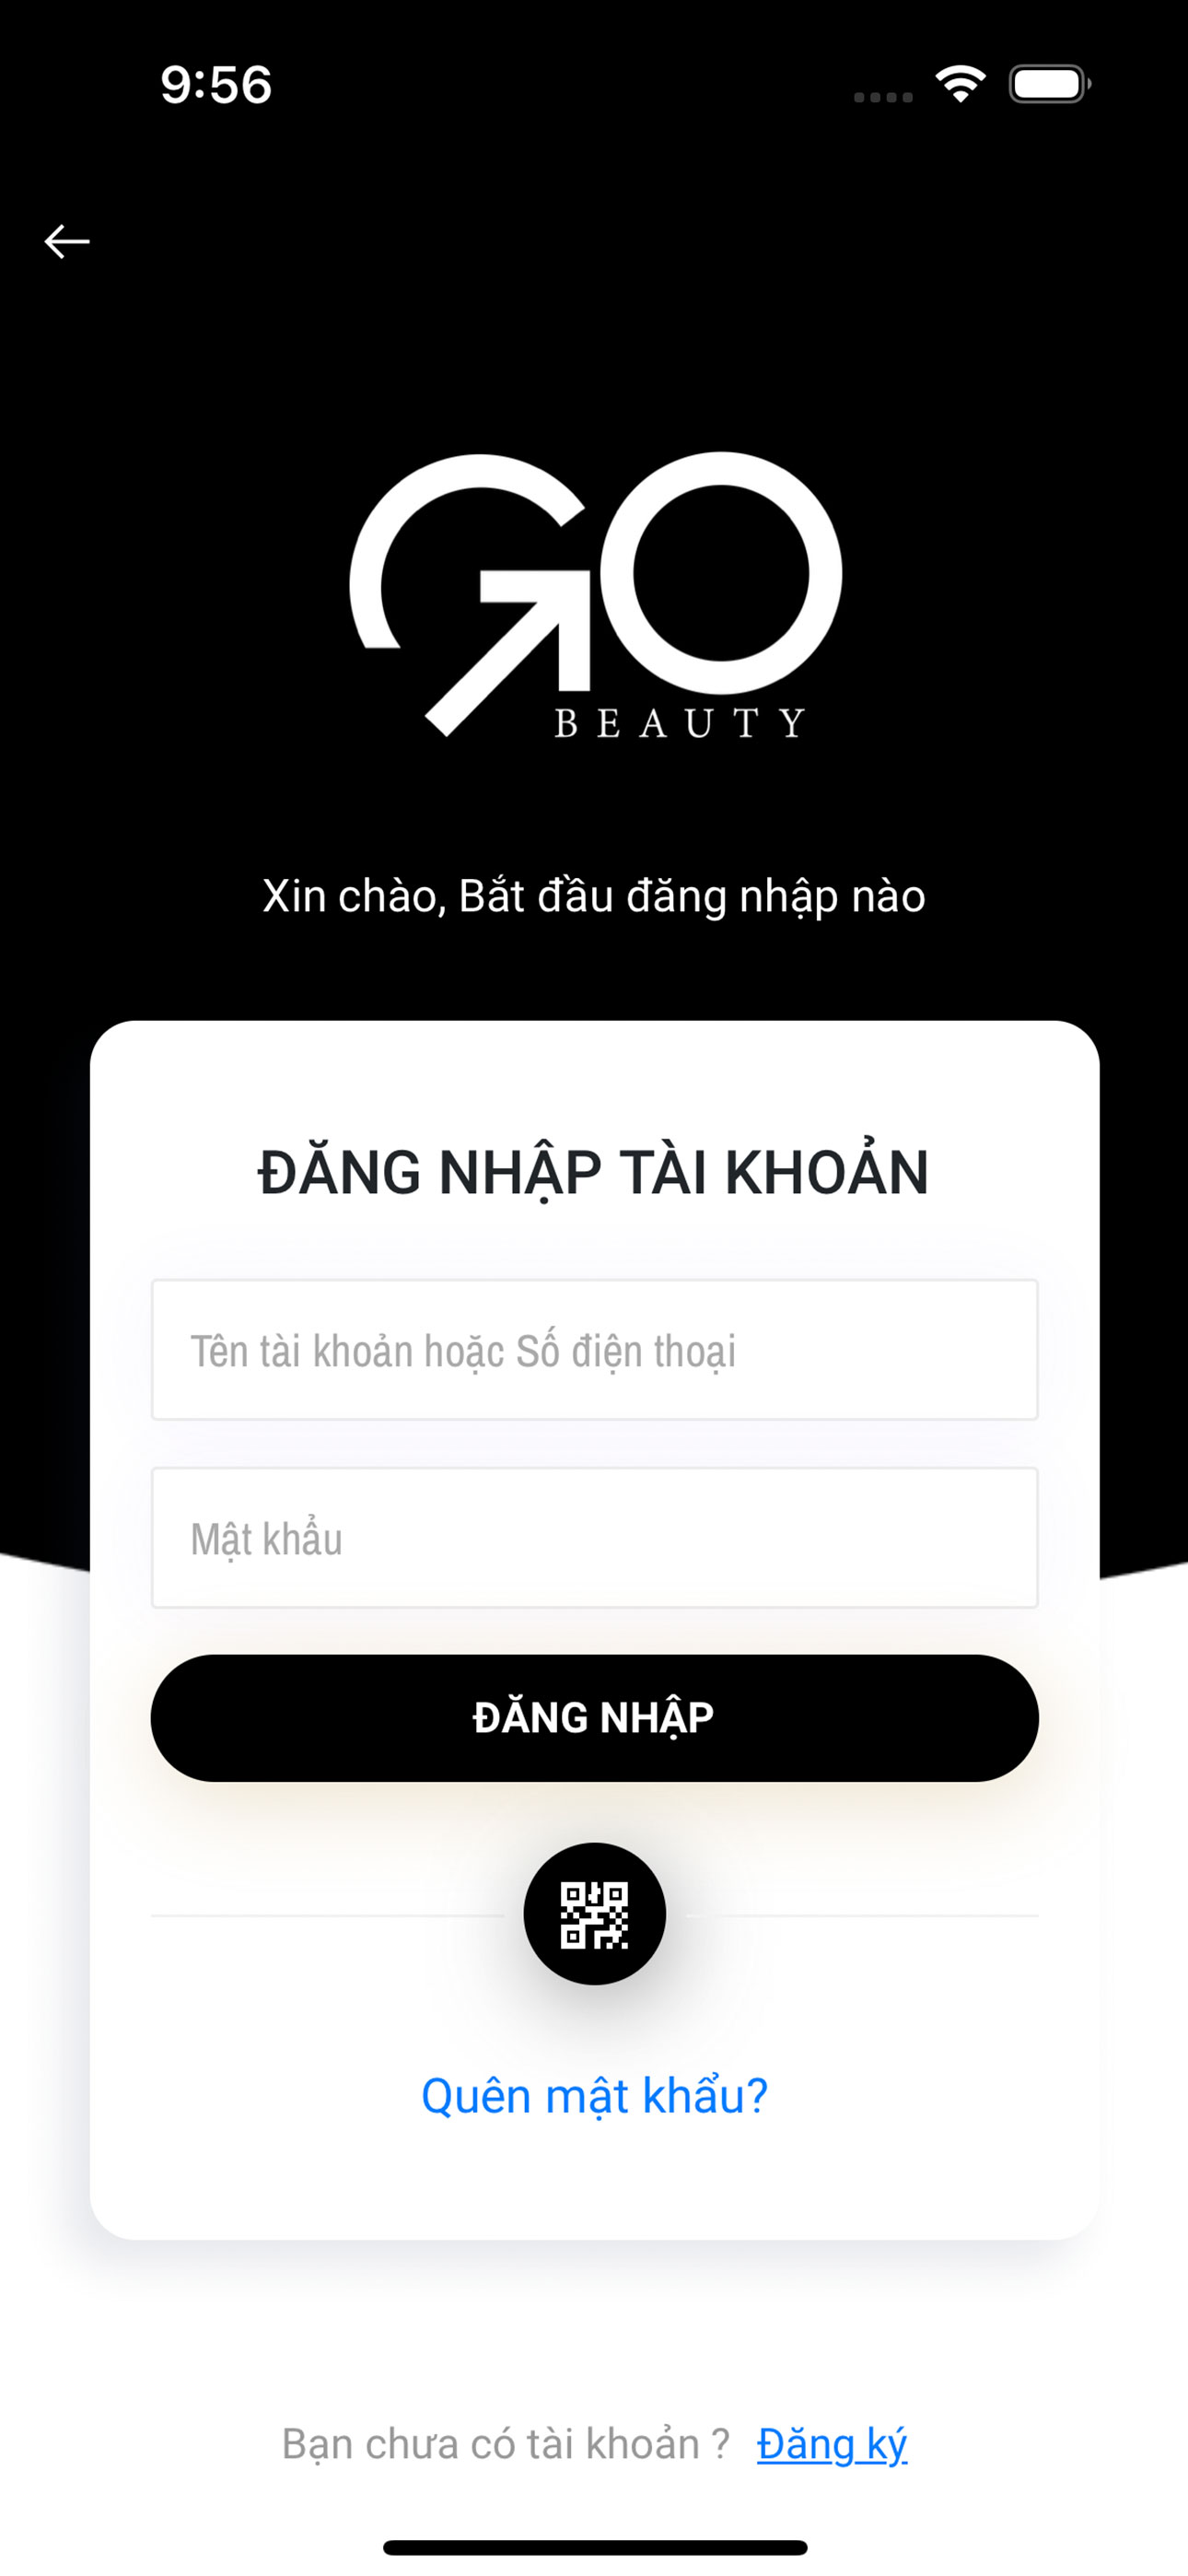 9:56
GO
BEAUTY
Xin chào, Bắt đầu đăng nhập nào
ĐĂNG NHẬP TÀI KHOẢN
Tên tài khoản hoặc Số điện thoại
Mật khẩu
ĐĂNG NHẬP
Quên mật khẩu?
Bạn chưa có tài khoản ? Đăng ký